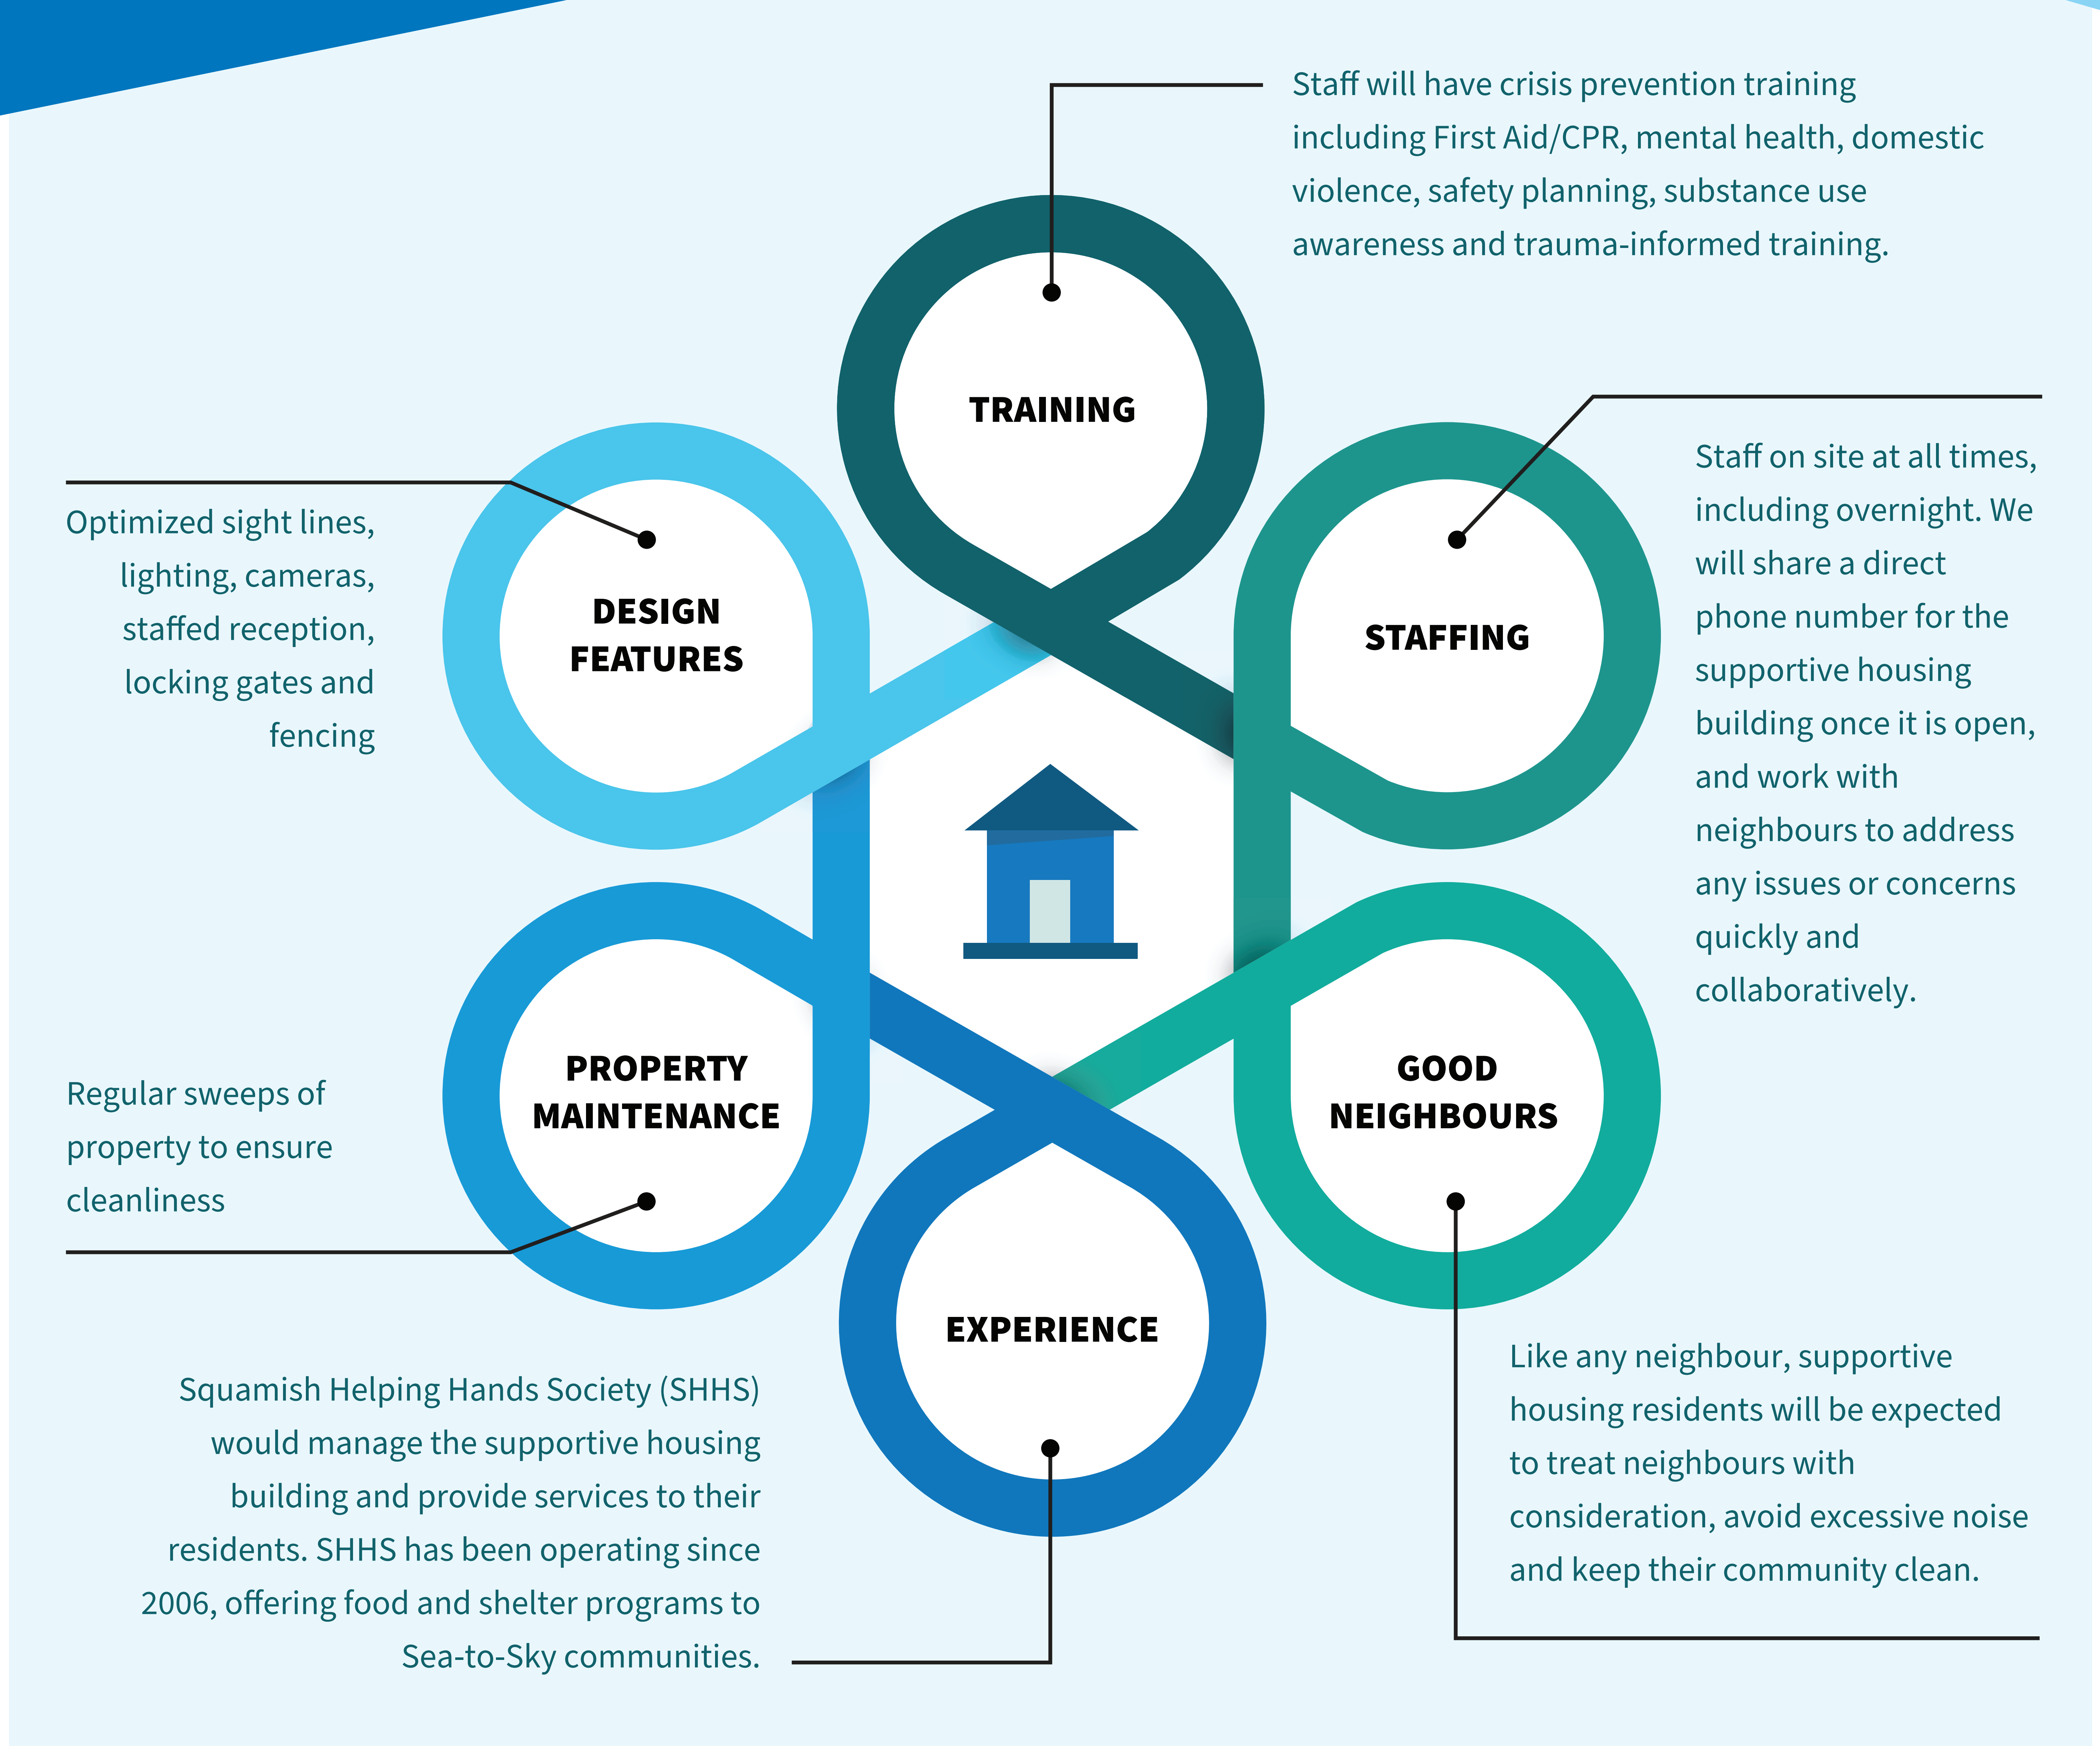 TRAINING
Staff will have crisis prevention training
including First Aid/CPR, mental health, domestic
violence, safety planning, substance use
awareness and trauma-informed training.
STAFFING
Staff on site at all times,
including overnight. We
will share a direct
phone number for the
supportive housing
building once it is open,
and work with
neighbours to address
any issues or concerns
quickly and
collaboratively.
GOOD
NEIGHBOURS
Like any neighbour, supportive
housing residents will be expected
to treat neighbours with
consideration, avoid excessive noise
and keep their community clean.
EXPERIENCE
Squamish Helping Hands Society (SHHS)
would manage the supportive housing
building and provide services to their
residents. SHHS has been operating since
2006, offering food and shelter programs to
Sea-to-Sky communities.
PROPERTY
MAINTENANCE
Regular sweeps of
property to ensure
cleanliness
DESIGN
FEATURES
Optimized sight lines,
lighting, cameras,
staffed reception,
locking gates and
fencing